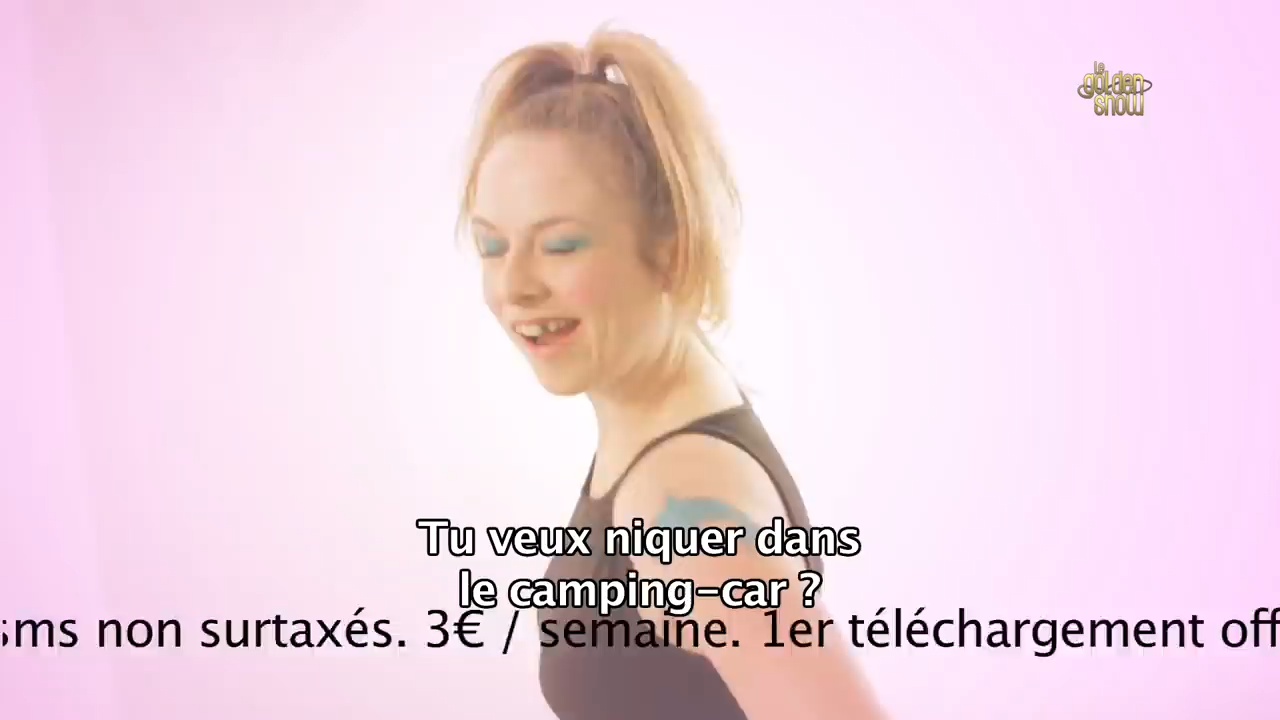 Le
golden
show
Tu veux niquer dans
le camping-car ?
sms non surtaxés. 3€ / semaine. 1er téléchargement off